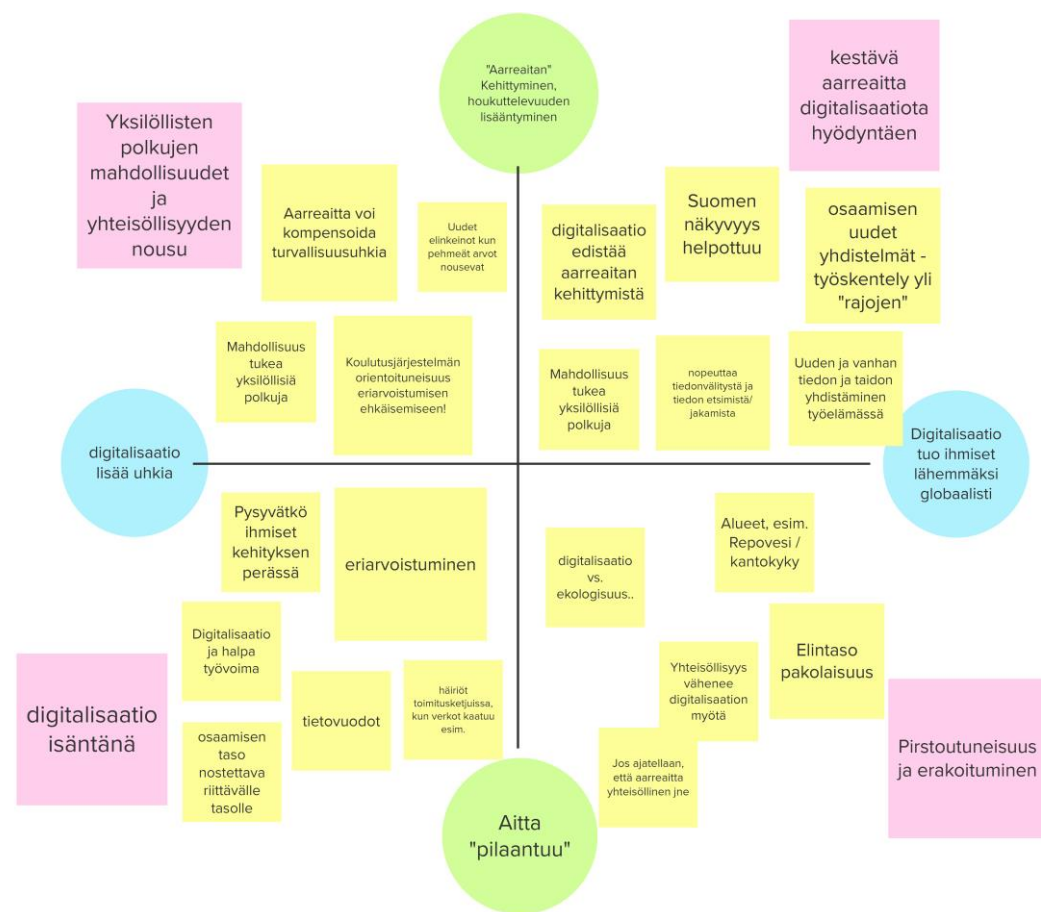 "Aarreaitan"
Kehittyminen,
houkuttelevuuden
lisääntyminen
Yksilöllisten
polkujen
mahdollisuudet
ja
yhteisöllisyyden
nousu
Aarreaitta voi
kompensoida
turvallisuusuhkia
Uudet
elinkeinot kun
pehmeät arvot
nousevat
Mahdollisuus
tukea
yksilöllisiä
polkuja
Koulutusjärjestelmän
orientoituneisuus
eriarvoistumisen
ehkäisemiseen!
kestävä
aarreaitta
digitalisaatiota
hyödyntäen
digitalisaatio
edistää
aarreaitan
kehittymistä
Suomen
näkyvyys
helpottuu
osaamisen
uudet
yhdistelmät -
työskentely yli
"rajojen"
Mahdollisuus
tukea
yksilöllisiä
polkuja
nopeuttaa
tiedonvälitystä ja
tiedon etsimistä/
jakamista
Uuden ja vanhan
tiedon ja taidon
yhdistäminen
työelämässä
digitalisaatio
lisää uhkia
Digitalisaatio
tuo ihmiset
lähemmäksi
globaalisti
Pysyvätkö
ihmiset
kehityksen
perässä
eriarvoistuminen
Digitalisaatio
ja halpa
työvoima
digitalisaatio
isäntänä
osaamisen
taso
nostettava
riittävälle
tasolle
tietovuodot
häiriöt
toimitusketjuissa,
kun verkot kaatuu
esim.
digitalisaatio
vs.
ekologisuus..
Alueet, esim.
Repovesi /
kantokyky
Elintaso
pakolaisuus
Yhteisöllisyys
vähenee
digitalisaation
myötä
Jos ajatellaan,
että aarreaitta
yhteisöllinen jne
Pirstoutuneisuus
ja erakoituminen
Aitta
"pilaantuu"